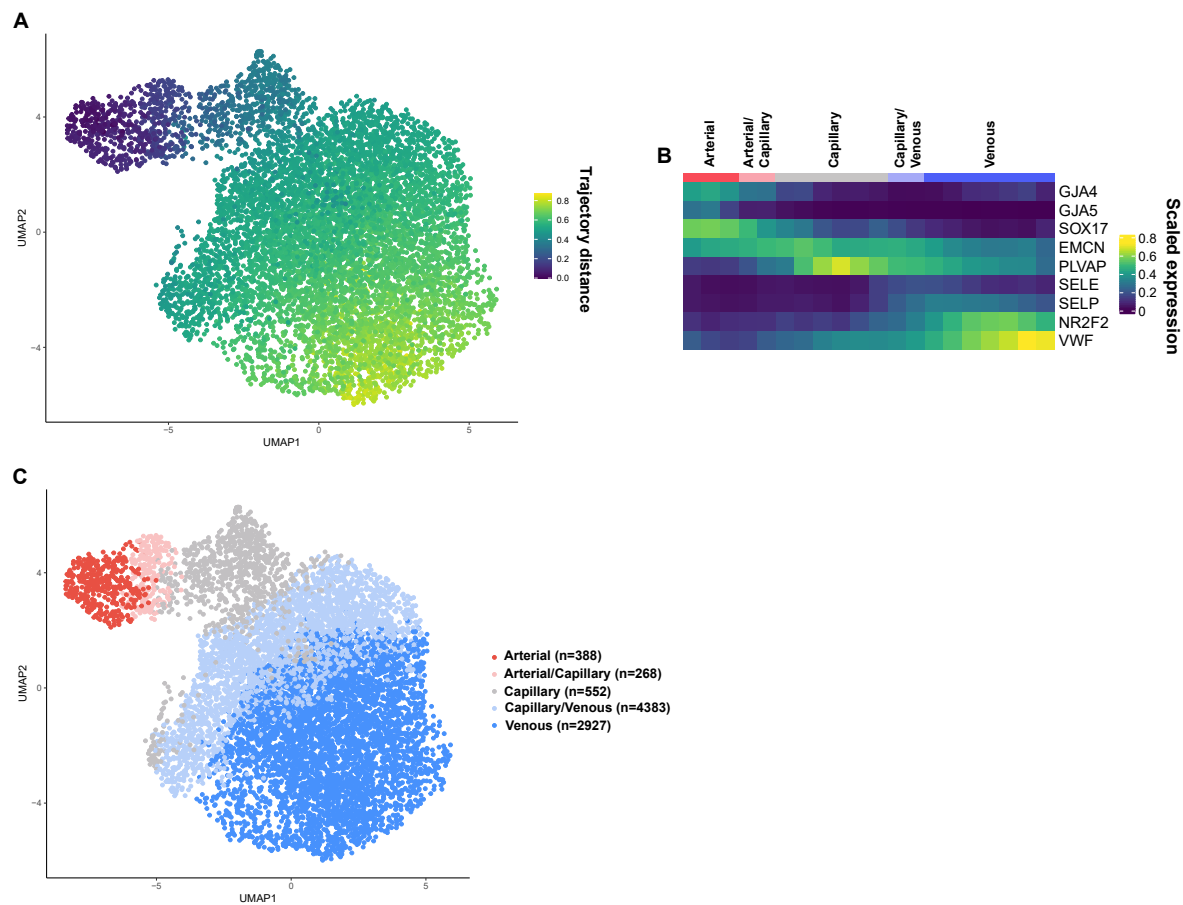 A
4
0
−4
−5
0
5
UMAP1
UMAP2
Trajectory distance
0.8
0.6
0.4
0.2
0.0
B
Arterial
Arterial/
Capillary
Capillary
Capillary/
Venous
Venous
GJA4
GJA5
SOX17
EMCN
PLVAP
SELE
SELP
NR2F2
VWF
0.8
0.6
0.4
0.2
0
Scaled expression
C
4
0
−4
−5
0
5
UMAP1
UMAP2
Arterial (n=388)
Arterial/Capillary (n=268)
Capillary (n=552)
Capillary/Venous (n=4383)
Venous (n=2927)